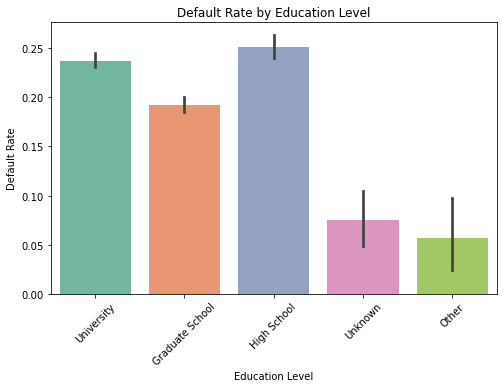 Default Rate by Education Level
Default Rate
0.25
0.20
0.15
0.10
0.05
0.00
University
Graduate School
High School
Unknown
Other
Education Level